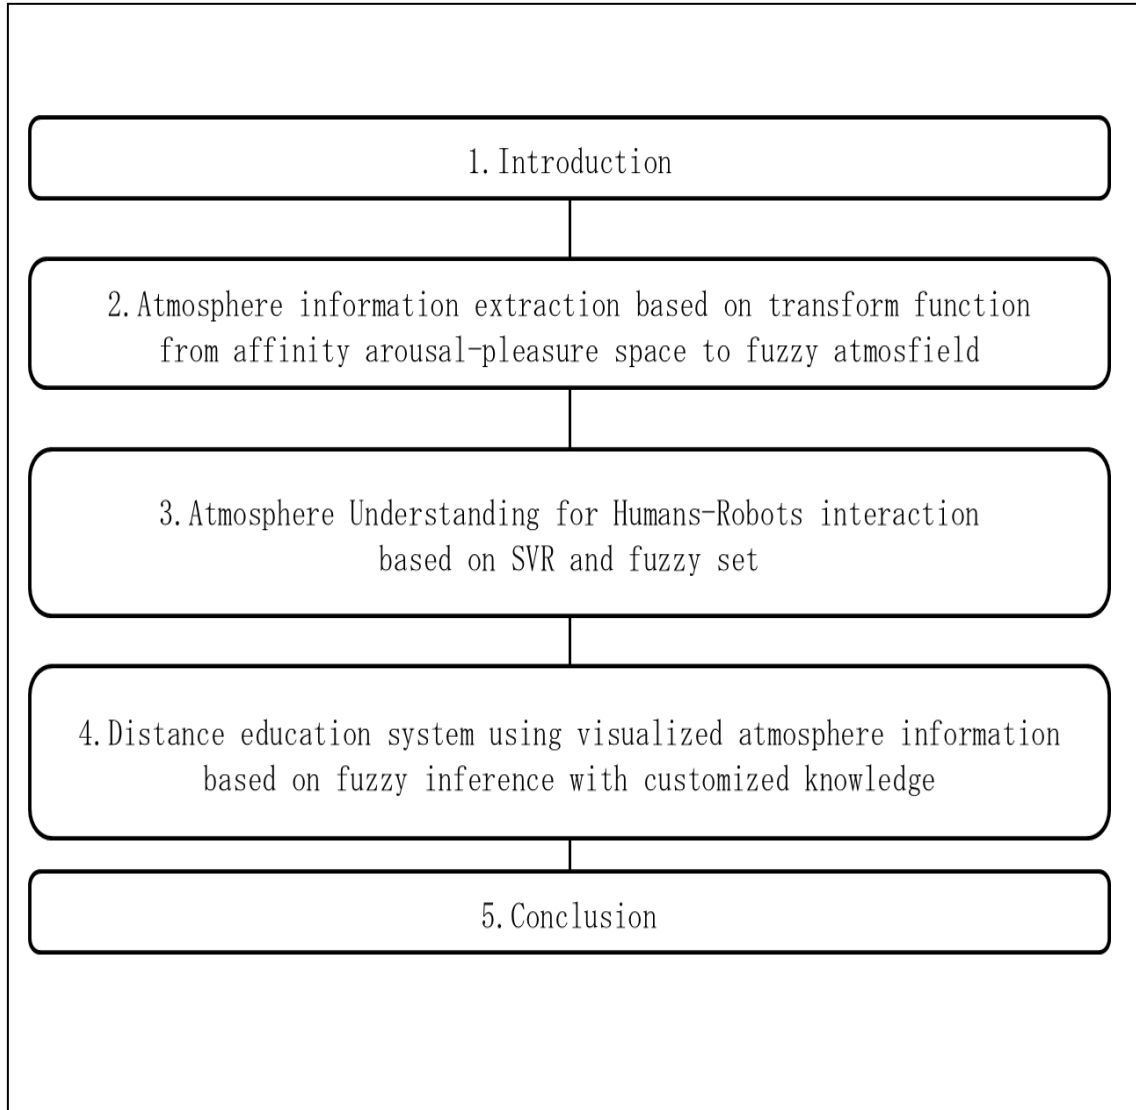 1.Introduction
2.Atmosphere information extraction based on transform function
from affinity arousal-pleasure space to fuzzy atmosfield
3.Atmosphere Understanding for Humans-Robots interaction
based on SVR and fuzzy set
4.Distance education system using visualized atmosphere information
based on fuzzy inference with customized knowledge
5.Conclusion